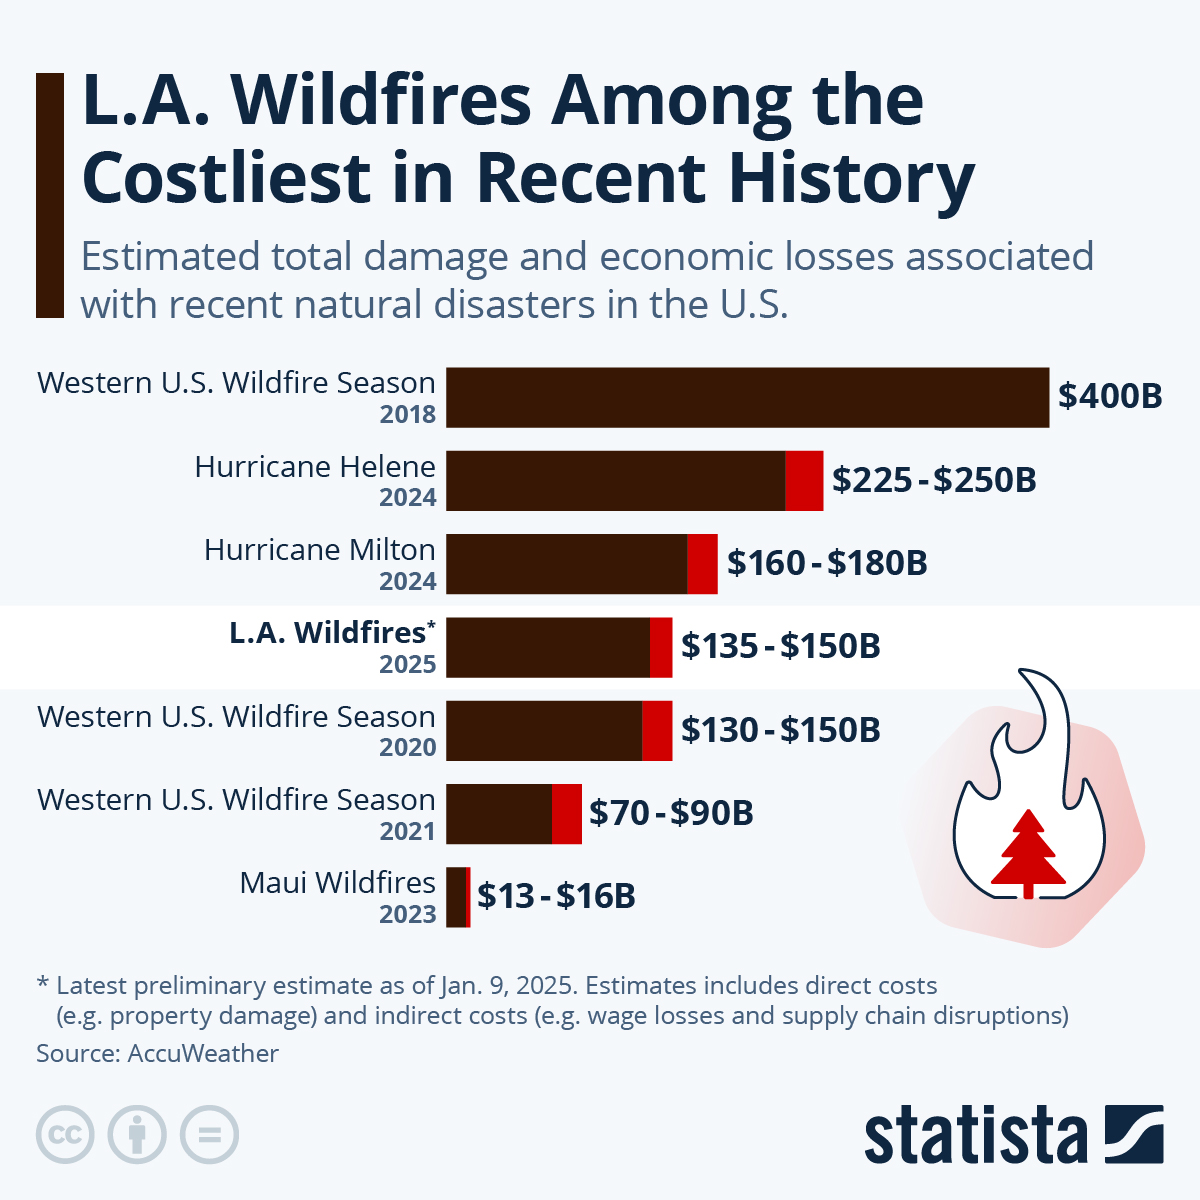 L.A. Wildfires Among the
Costliest in Recent History
Estimated total damage and economic losses associated
with recent natural disasters in the U.S.
Western U.S. Wildfire Season
2018
$400B
Hurricane Helene
2024
$225-$250B
Hurricane Milton
2024
$160-$180B
L.A. Wildfires*
2025
$135-$150B
Western U.S. Wildfire Season
2020
$130-$150B
Western U.S. Wildfire Season
2021
$70-$90B
Maui Wildfires
2023
$13-$16B
* Latest preliminary estimate as of Jan. 9, 2025. Estimates includes direct costs
(e.g. property damage) and indirect costs (e.g. wage losses and supply chain disruptions)
Source: AccuWeather
cc
statista